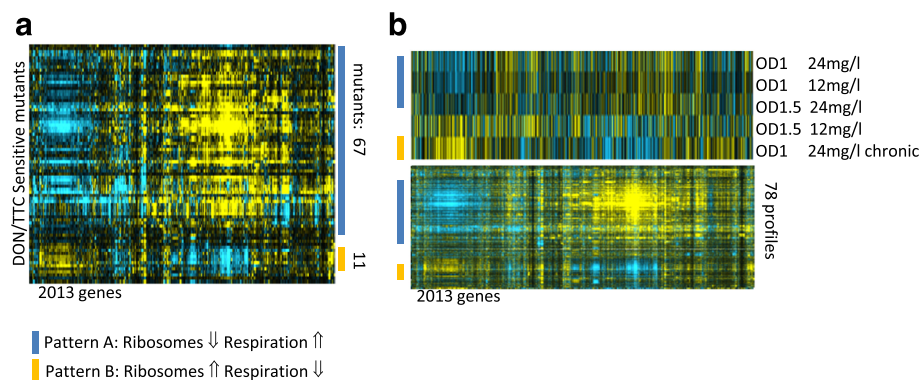 a
DON/TTC Sensitive mutants
mutants: 67
11
2013 genes
Pattern A: Ribosomes ⇓ Respiration ⇑
Pattern B: Ribosomes ⇑ Respiration ⇓
b
OD1 24mg/l
OD1 12mg/l
OD1.5 24mg/l
OD1.5 12mg/l
OD1 24mg/l chronic
78 profiles
2013 genes